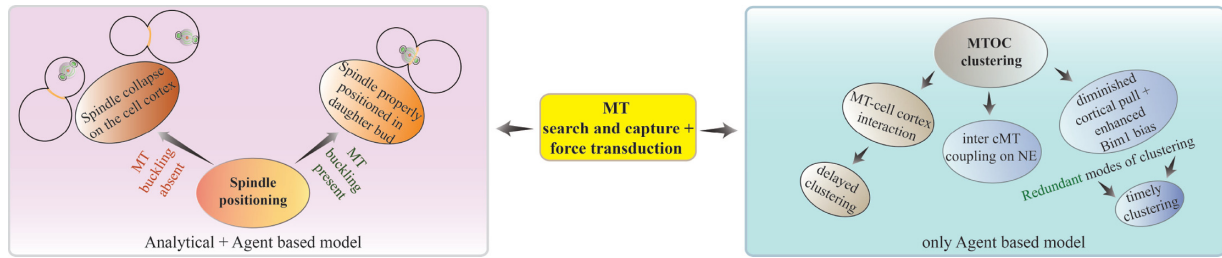 Spindle collapse
on the cell cortex
Spindle properly
positioned in
daughter bud
MT
buckling
absent
MT
buckling
present
Spindle
positioning
Analytical + Agent based model
MT
search and capture +
force transduction
MTOC
clustering
MT-cell cortex
interaction
delayed
clustering
inter cMT
coupling on NE
diminished
cortical pull +
enhanced
Bim1 bias
Redundant modes of clustering
timely
clustering
only Agent based model